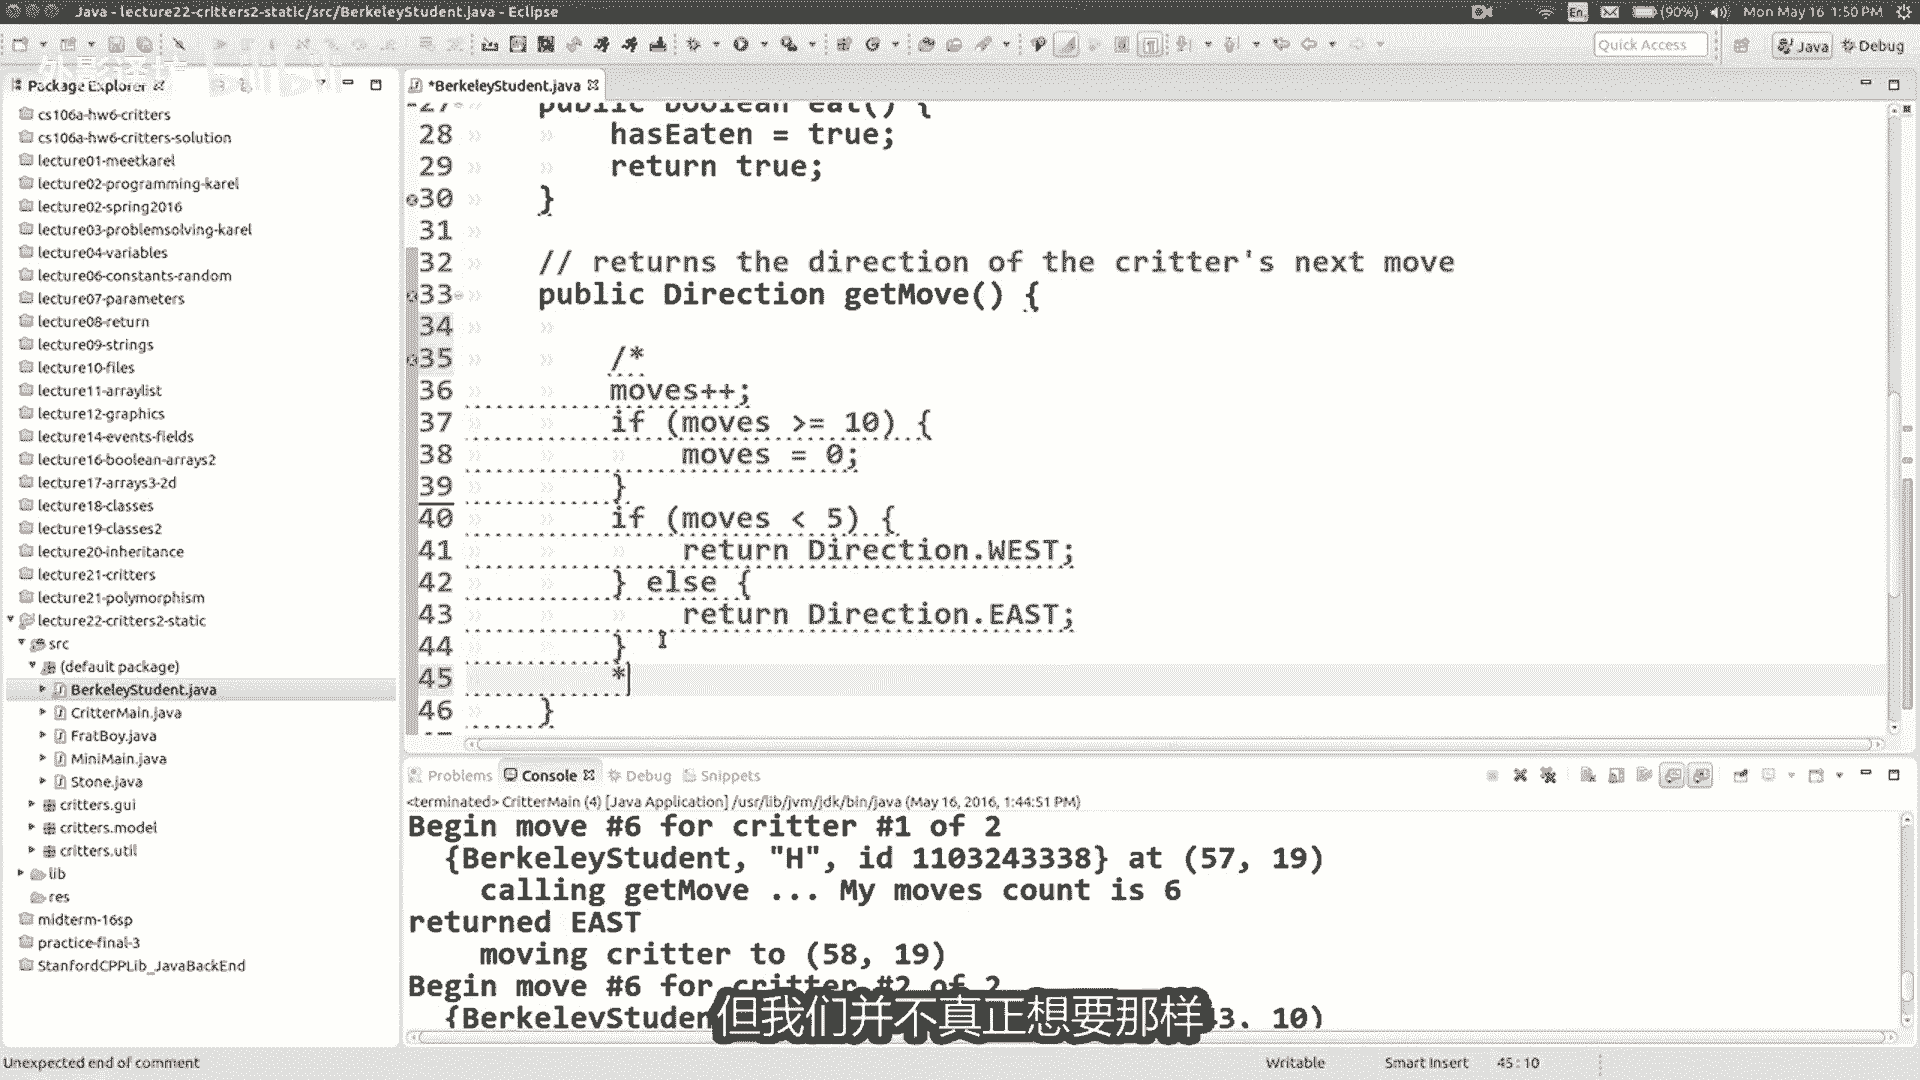 Java - lecture22-critters2-static/src/BerkeleyStudent.java - Eclipse
En
(90%)
Mon May 16 1:50 PM
Quick Access
Java
Debug
Package Explorer
cs106a-hw6-critters
cs106a-hw6-critters-solution
lecture01-meetkarel
lecture02-programming-karel
lecture02-spring2016
lecture03-problemsolving-karel
lecture04-variables
lecture06-constants-random
lecture07-parameters
lecture08-return
lecture09-strings
lecture10-files
lecture11-arraylist
lecture12-graphics
lecture14-events-fields
lecture16-boolean-arrays2
lecture17-arrays3-2d
lecture18-classes
lecture19-classes2
lecture20-inheritance
lecture21-critters
lecture21-polymorphism
lecture22-critters2-static
src
(default package)
BerkeleyStudent.java
CritterMain.java
FratBoy.java
MiniMain.java
Stone.java
critters.gui
critters.model
critters.util
lib
res
midterm-16sp
practice-final-3
StanfordCPPLib_JavaBackEnd
*BerkeleyStudent.java
27 public boolean eat() {
28 hasEaten = true;
29 return true;
30 }
31
32 // returns the direction of the critter's next move
33 public Direction getMove() {
34
35 /*
36 moves++;
37 if (moves >= 10) {
38 moves = 0;
39 }
40 if (moves < 5) {
41 return Direction.WEST;
42 } else {
43 return Direction.EAST;
44 }
45 *
46 }
Problems Console Debug Snippets
<terminated> CritterMain (4) [Java Application] /usr/lib/jvm/jdk/bin/java (May 16, 2016, 1:44:51 PM)
Begin move #6 for critter #1 of 2
{BerkeleyStudent, "H", id 1103243338} at (57, 19)
calling getMove ... My moves count is 6
returned EAST
moving critter to (58, 19)
Begin move #6 for critter #2 of 2
{BerkeleyStuden 3, 10)
但我们并不真正想要那样
Unexpected end of comment
Writable
Smart Insert
45 : 10